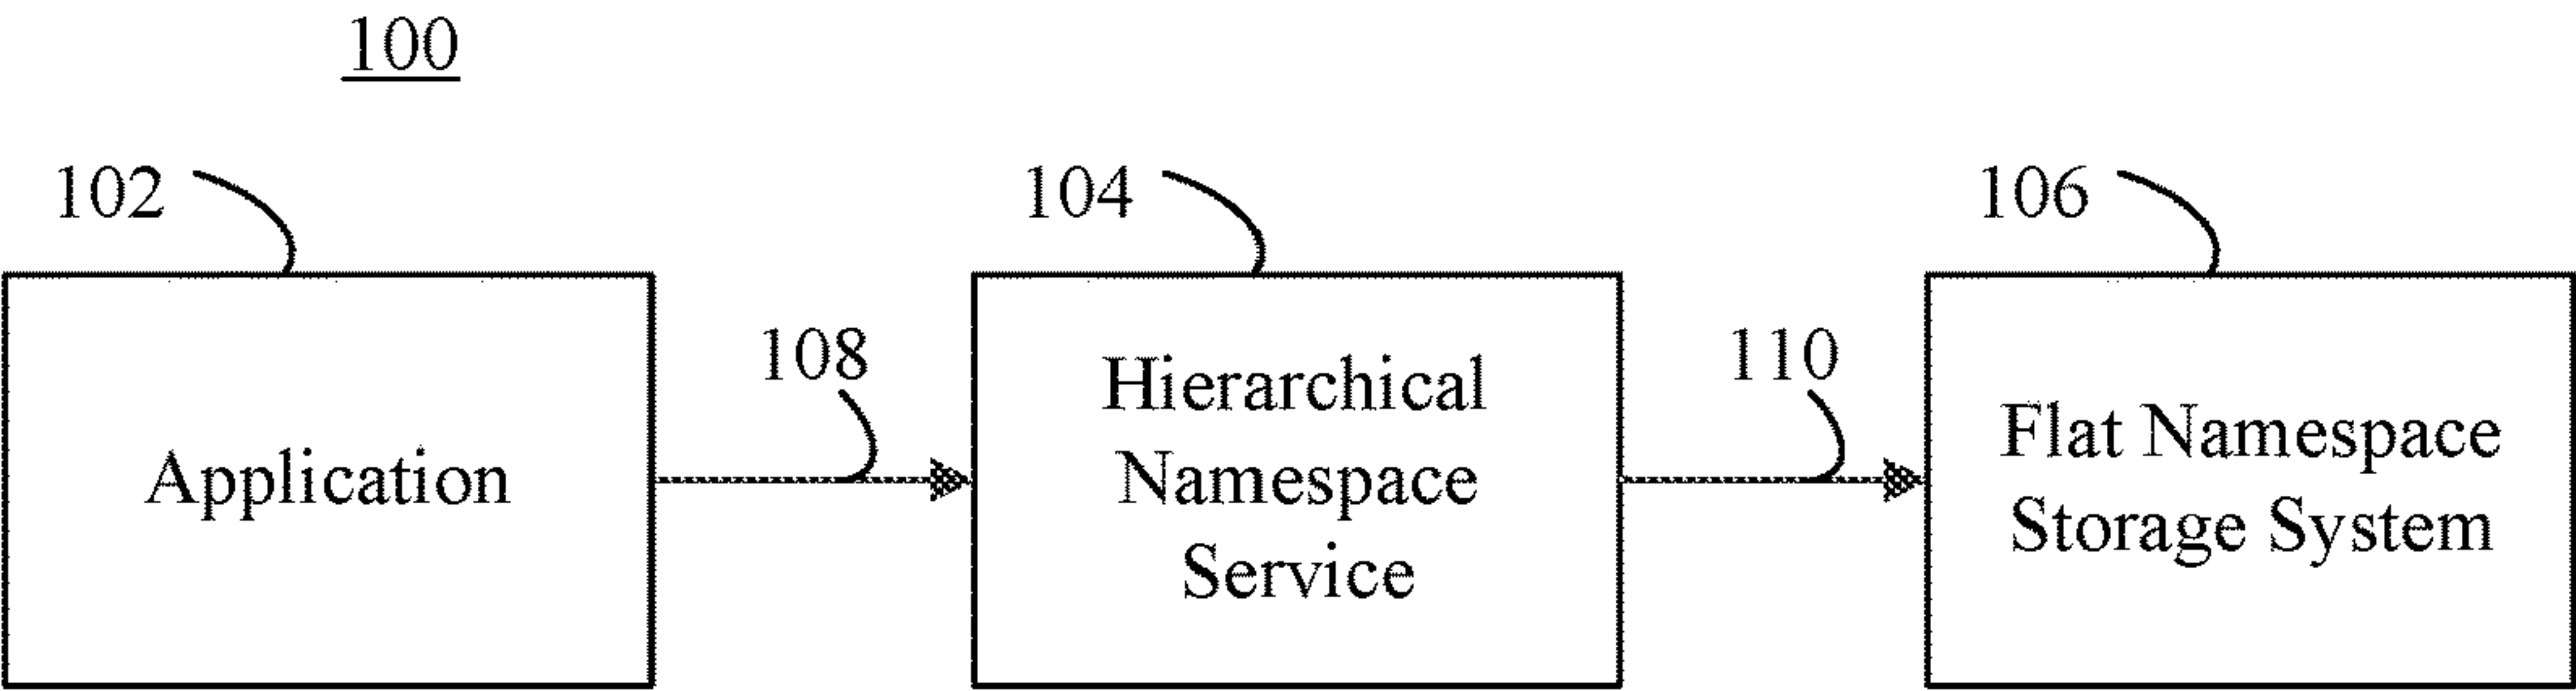 100
102
104
106
108
110
Application
Hierarchical
Namespace
Service
Flat Namespace
Storage System